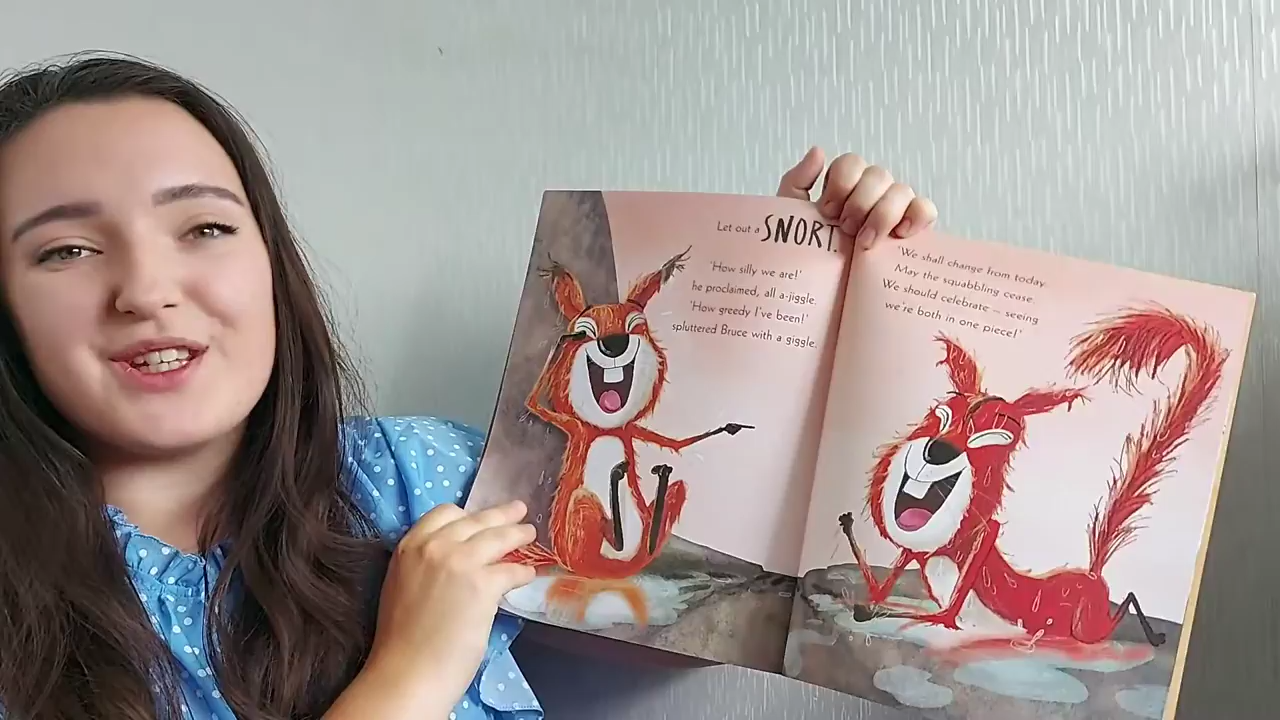 Let out a SNORT.
'How silly we are!'
he proclaimed, all a-jiggle.
'How greedy I've been!'
spluttered Bruce with a giggle.
'We shall change from today.
May the squabbling cease.
We should celebrate – seeing
we're both in one piece!'